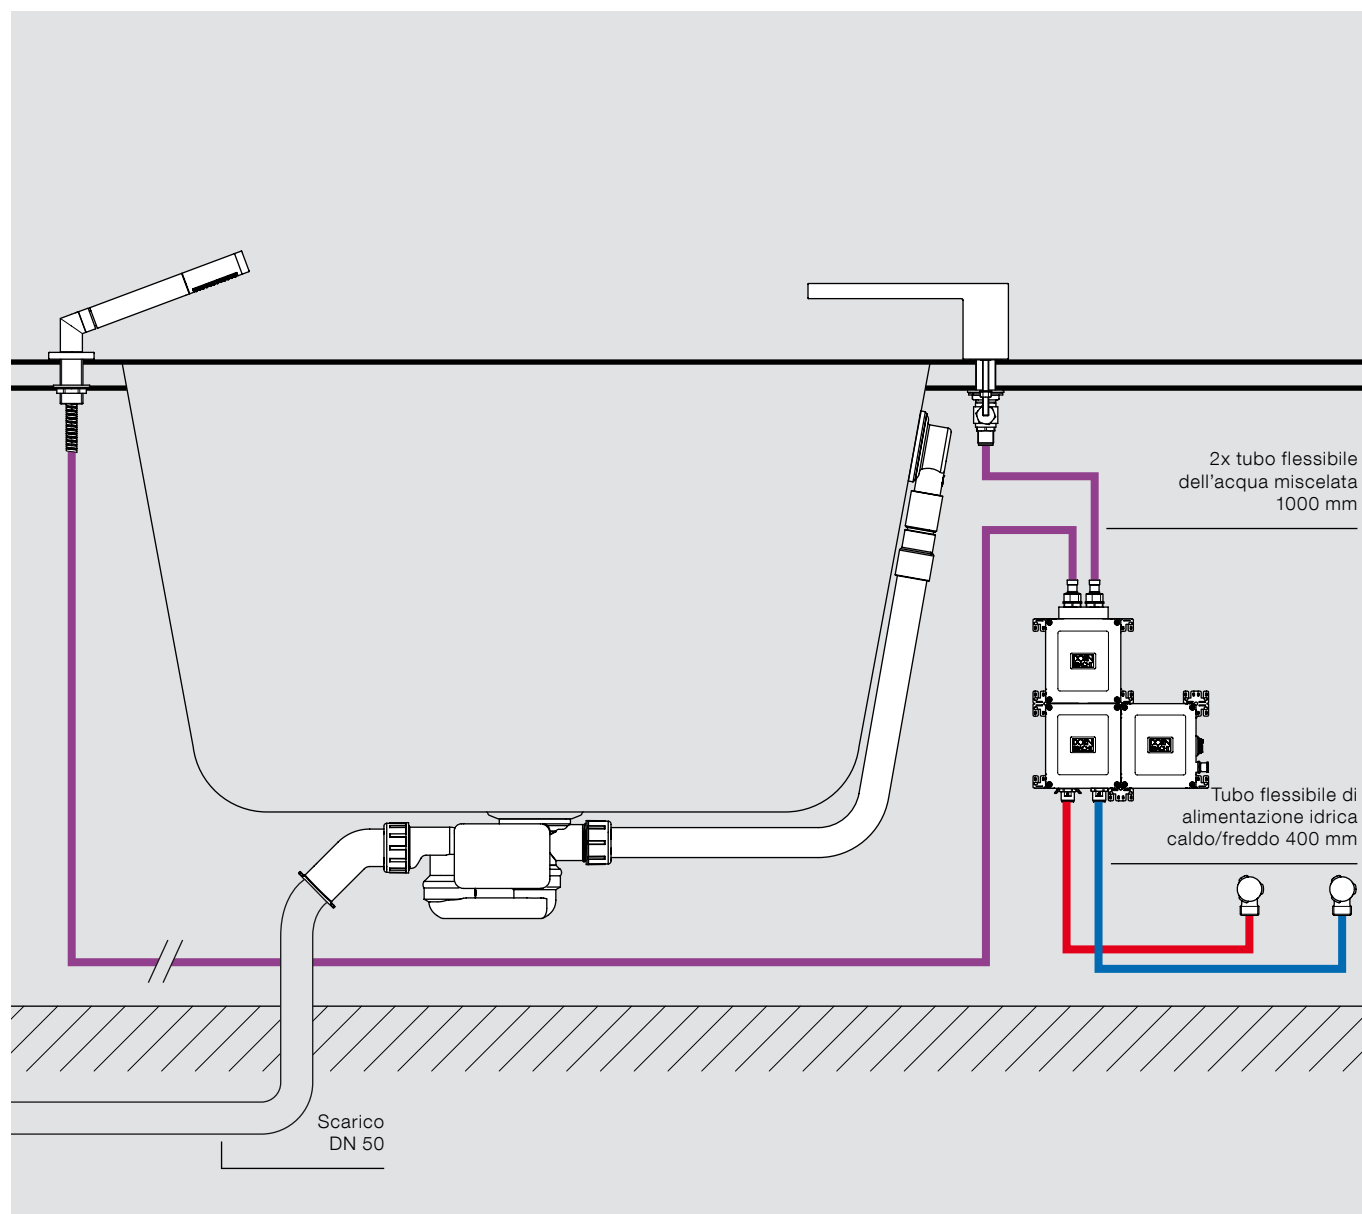 2x tubo flessibile
dell’acqua miscelata
1000 mm
Tubo flessibile di
alimentazione idrica
caldo/freddo 400 mm
Scarico
DN 50